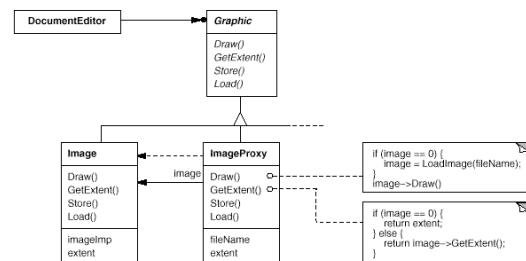 DocumentEditor
Graphic
Draw()
GetExtent()
Store()
Load()
Image
Draw()
GetExtent()
Store()
Load()
imageImp
extent
image
ImageProxy
Draw()
GetExtent()
Store()
Load()
fileName
extent
if (image == 0) {
image = LoadImage(fileName);
}
image->Draw()
if (image == 0) {
return extent;
} else {
return image->GetExtent();
}